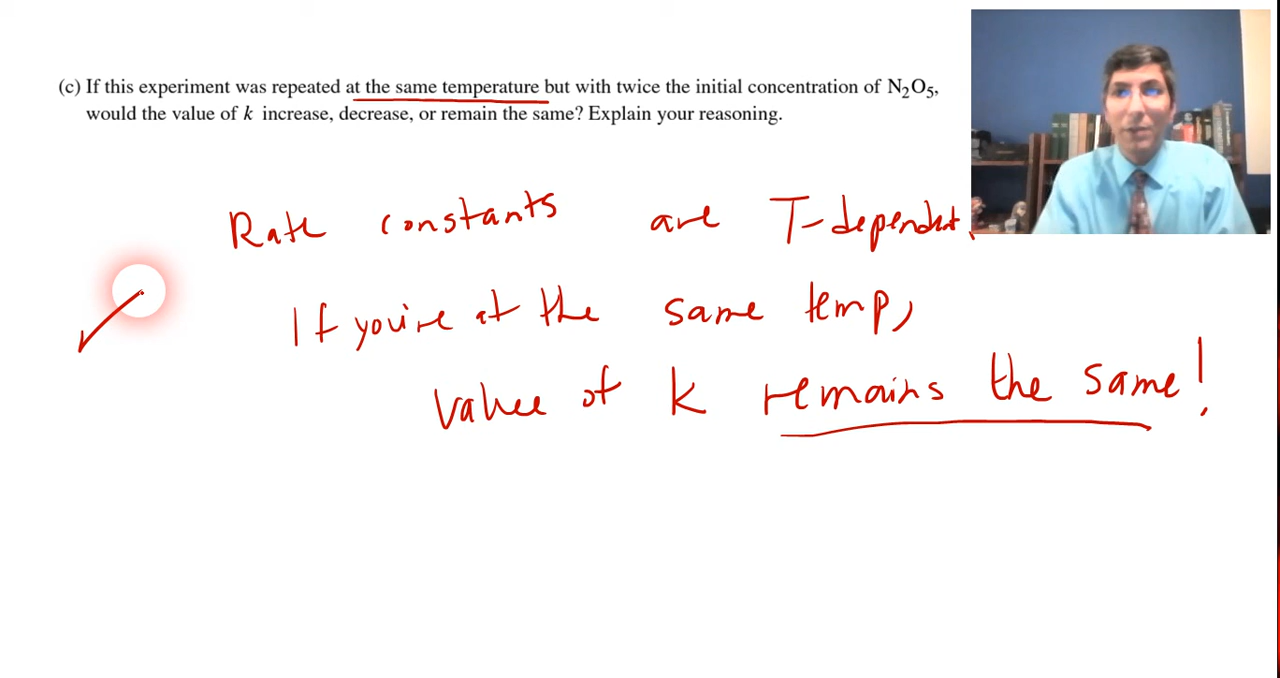 (c) If this experiment was repeated at the same temperature but with twice the initial concentration of N₂O₅,
would the value of k increase, decrease, or remain the same? Explain your reasoning.
Rate constants are T-dependent.
If you're at the same temp,
value of k remains the same!